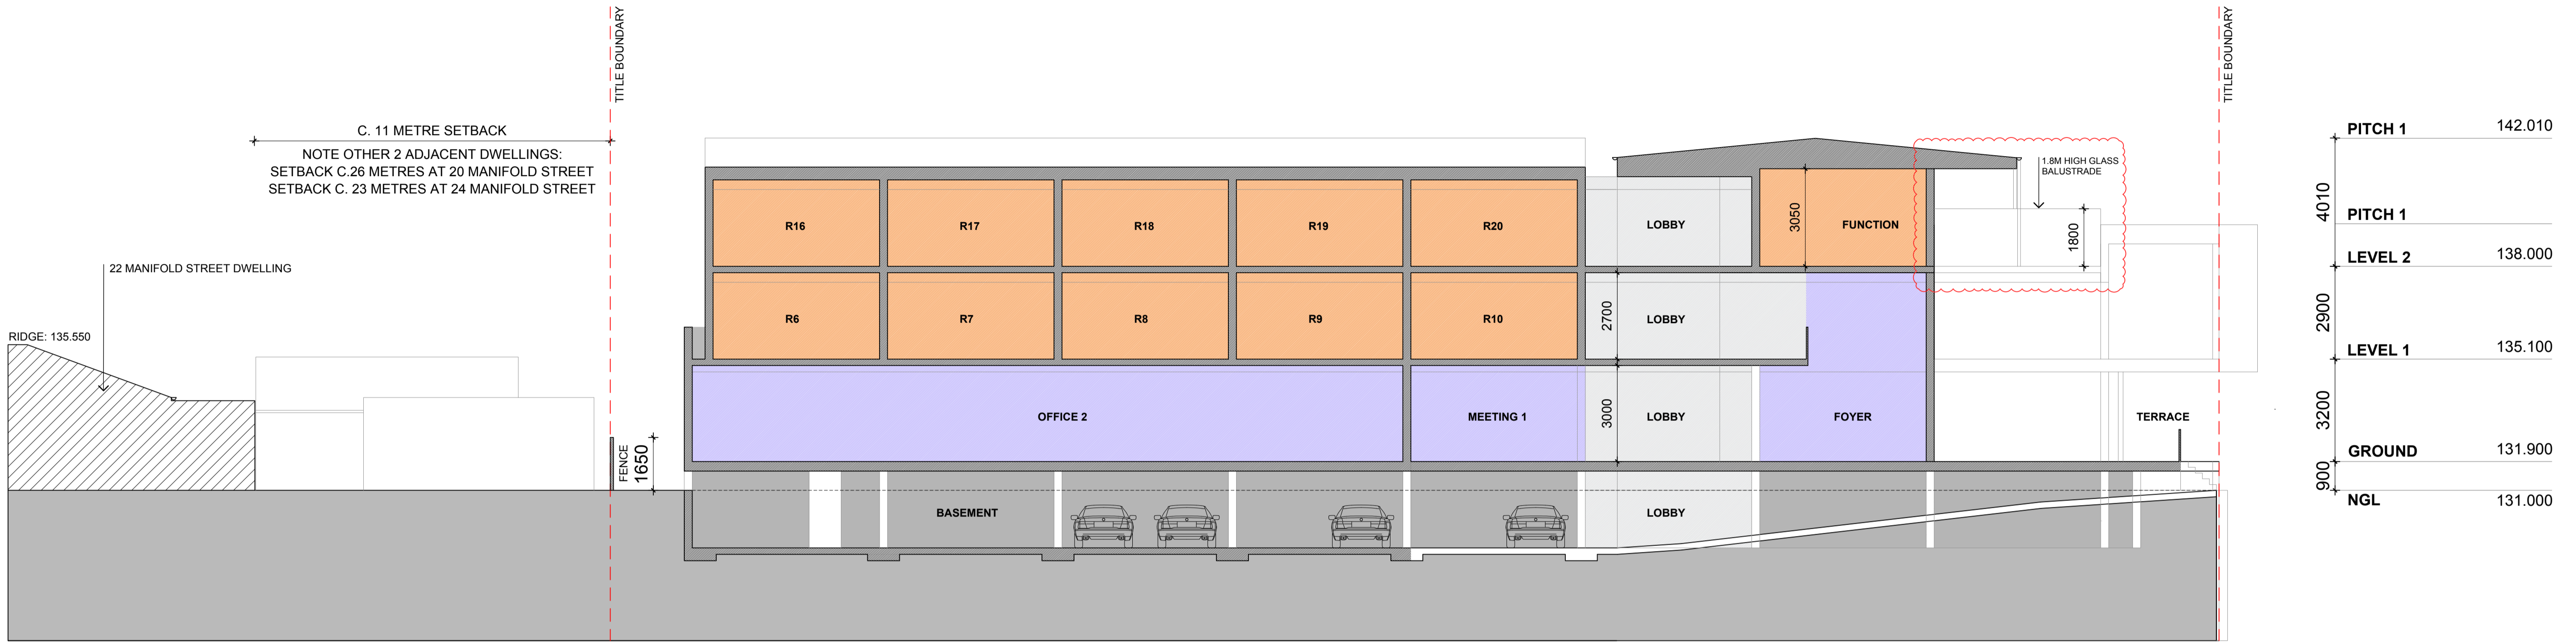 TITLE BOUNDARY
TITLE BOUNDARY
C. 11 METRE SETBACK
NOTE OTHER 2 ADJACENT DWELLINGS:
SETBACK C.26 METRES AT 20 MANIFOLD STREET
SETBACK C. 23 METRES AT 24 MANIFOLD STREET
22 MANIFOLD STREET DWELLING
RIDGE: 135.550
FENCE
1650
R16
R17
R18
R19
R20
LOBBY
3050
FUNCTION
1.8M HIGH GLASS
BALUSTRADE
1800
R6
R7
R8
R9
R10
2700
LOBBY
OFFICE 2
MEETING 1
3000
LOBBY
FOYER
TERRACE
BASEMENT
LOBBY
PITCH 1 142.010
4010
PITCH 1
LEVEL 2 138.000
2900
LEVEL 1 135.100
3200
GROUND 131.900
900
NGL 131.000